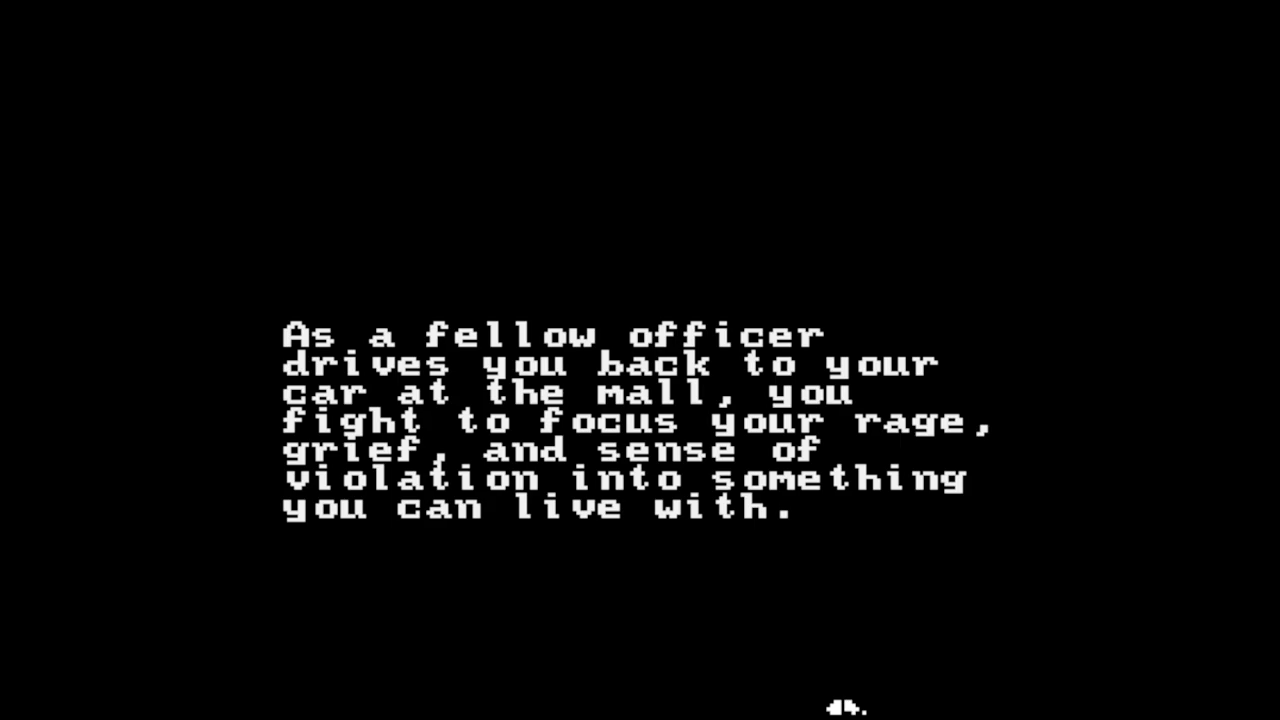 As a fellow officer
drives you back to your
car at the mall, you
fight to focus your rage,
grief, and sense of
violation into something
you can live with.